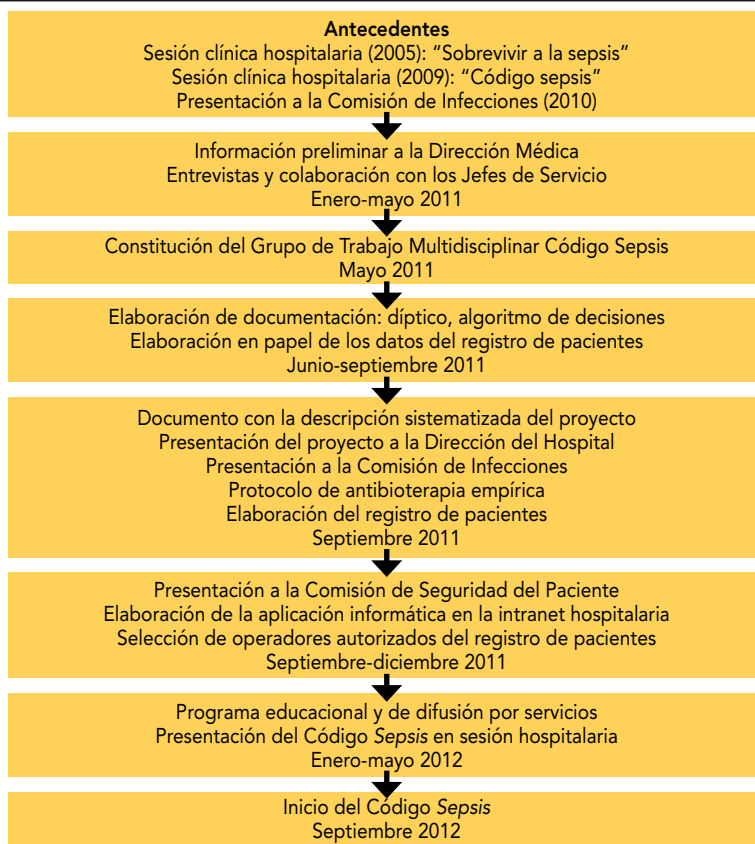 Antecedentes
Sesión clínica hospitalaria (2005): “Sobrevivir a la sepsis”
Sesión clínica hospitalaria (2009): “Código sepsis”
Presentación a la Comisión de Infecciones (2010)
Información preliminar a la Dirección Médica
Entrevistas y colaboración con los Jefes de Servicio
Enero-mayo 2011
Constitución del Grupo de Trabajo Multidisciplinar Código Sepsis
Mayo 2011
Elaboración de documentación: díptico, algoritmo de decisiones
Elaboración en papel de los datos del registro de pacientes
Junio-septiembre 2011
Documento con la descripción sistematizada del proyecto
Presentación del proyecto a la Dirección del Hospital
Presentación a la Comisión de Infecciones
Protocolo de antibioterapia empírica
Elaboración del registro de pacientes
Septiembre 2011
Presentación a la Comisión de Seguridad del Paciente
Elaboración de la aplicación informática en la intranet hospitalaria
Selección de operadores autorizados del registro de pacientes
Septiembre-diciembre 2011
Programa educacional y de difusión por servicios
Presentación del Código Sepsis en sesión hospitalaria
Enero-mayo 2012
Inicio del Código Sepsis
Septiembre 2012